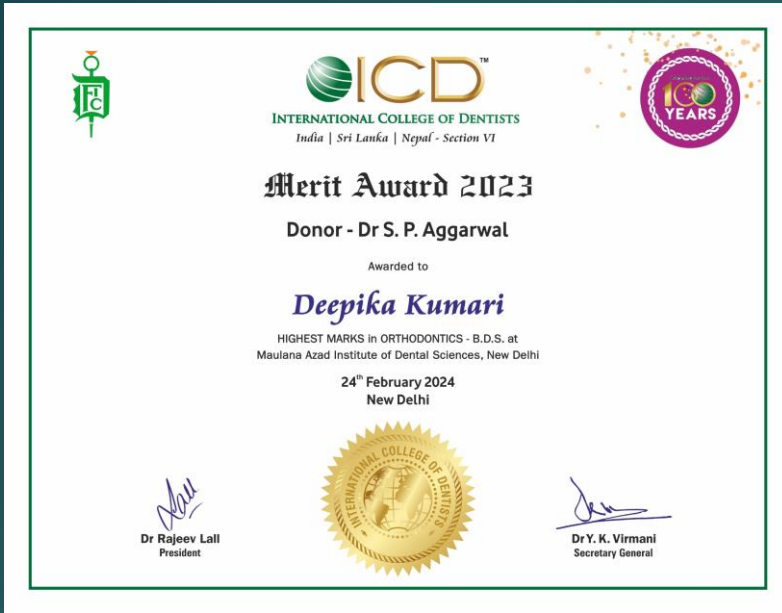 FICD
ICD™
INTERNATIONAL COLLEGE OF DENTISTS
India | Sri Lanka | Nepal - Section VI
100
YEARS
Merit Award 2023
Donor - Dr S. P. Aggarwal
Awarded to
Deepika Kumari
HIGHEST MARKS in ORTHODONTICS - B.D.S. at
Maulana Azad Institute of Dental Sciences, New Delhi
24th February 2024
New Delhi
INTERNATIONAL COLLEGE OF DENTISTS
Dr Rajeev Lall
President
Dr Y. K. Virmani
Secretary General